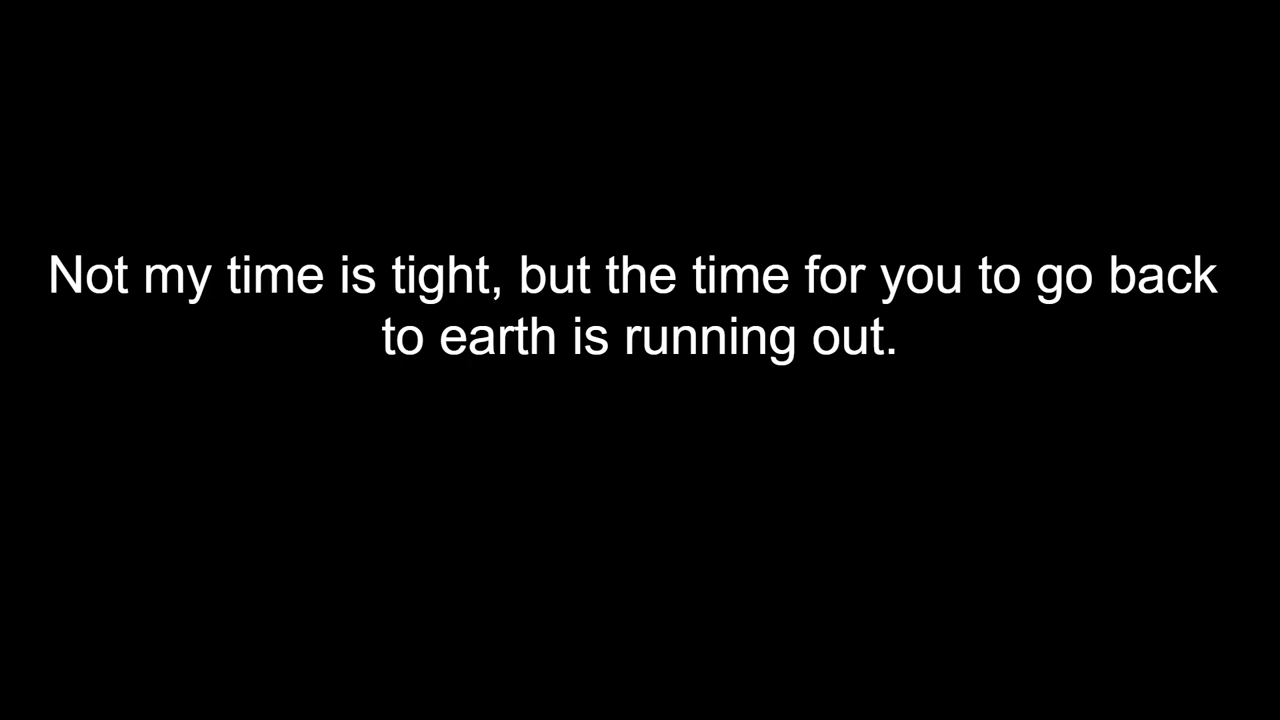 Not my time is tight, but the time for you to go back
to earth is running out.